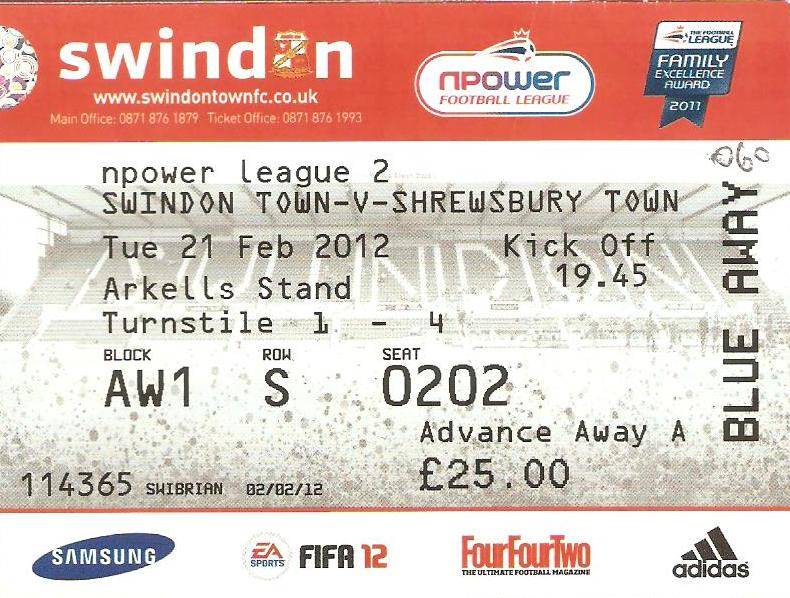 swindon
www.swindontownfc.co.uk
Main Office: 0871 876 1879 Ticket Office: 0871 876 1993
npower
FOOTBALL LEAGUE
THE FOOTBALL
LEAGUE
FAMILY
EXCELLENCE
AWARD
2011
060
npower league 2
SWINDON TOWN-V-SHREWSBURY TOWN
Tue 21 Feb 2012 Kick Off
19.45
Arkells Stand
Turnstile 1 - 4
BLOCK ROW SEAT
AW1 S 0202
Advance Away A
£25.00
114365 SWIBRIAN 02/02/12
BLUE AWAY
SAMSUNG
EA
SPORTS
FIFA 12
FourFourTwo
THE ULTIMATE FOOTBALL MAGAZINE
adidas